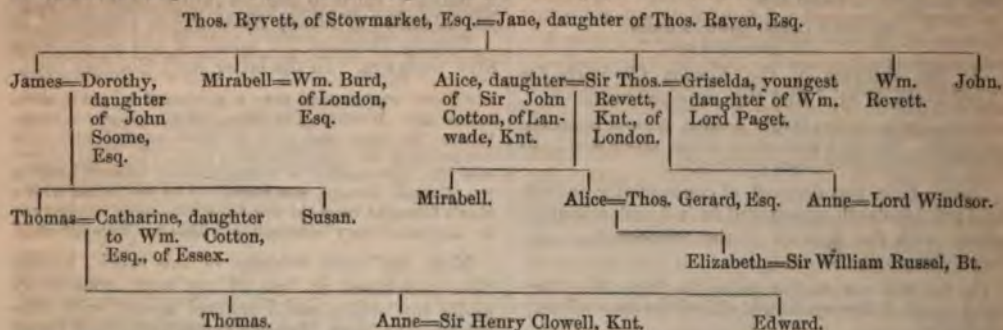 Thos. Ryvett, of Stowmarket, Esq.=Jane, daughter of Thos. Raven, Esq.
James=Dorothy, daughter of John Soome, Esq.
Mirabell=Wm. Burd, of London, Esq.
Alice, daughter of Sir John Cotton, of Lanwade, Knt.=Sir Thos. Revett, Knt., of London.=Griselda, youngest daughter of Wm. Lord Paget.
Wm. Revett.
John.
Thomas=Catharine, daughter to Wm. Cotton, Esq., of Essex.
Susan.
Mirabell.
Alice=Thos. Gerard, Esq.
Anne=Lord Windsor.
Elizabeth=Sir William Russel, Bt.
Thomas.
Anne=Sir Henry Clowell, Knt.
Edward.